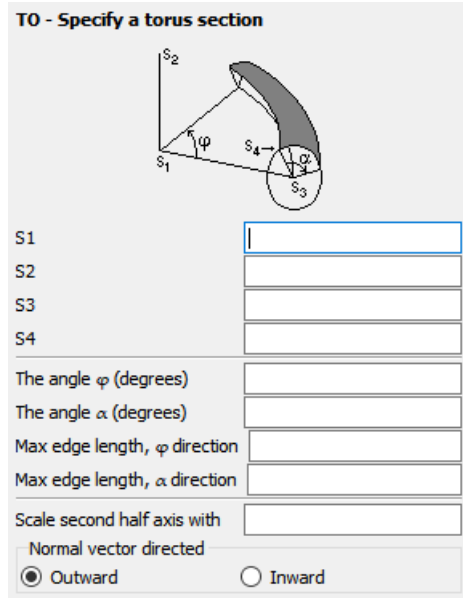 TO - Specify a torus section
S2
φ
S4
α
S1
S3
S1
S2
S3
S4
The angle φ (degrees)
The angle α (degrees)
Max edge length, φ direction
Max edge length, α direction
Scale second half axis with
Normal vector directed
Outward Inward